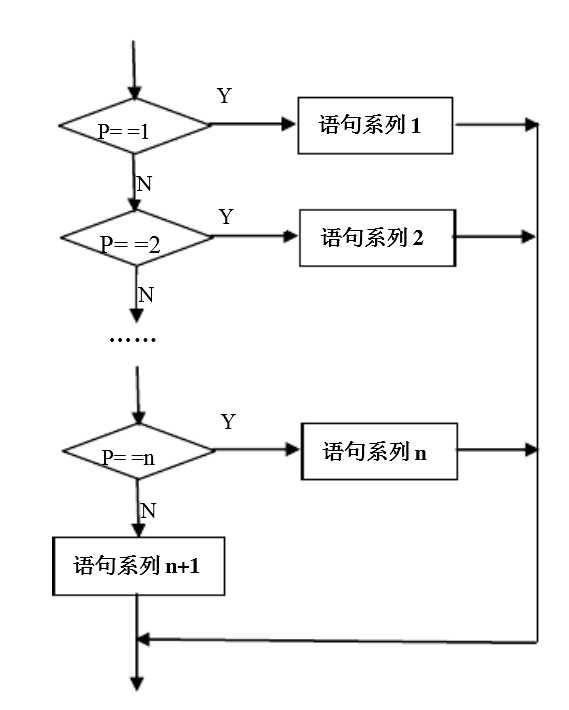 Y
P= =1
语句系列 1
N
Y
P= =2
语句系列 2
N
……
Y
P= =n
语句系列 n
N
语句系列 n+1